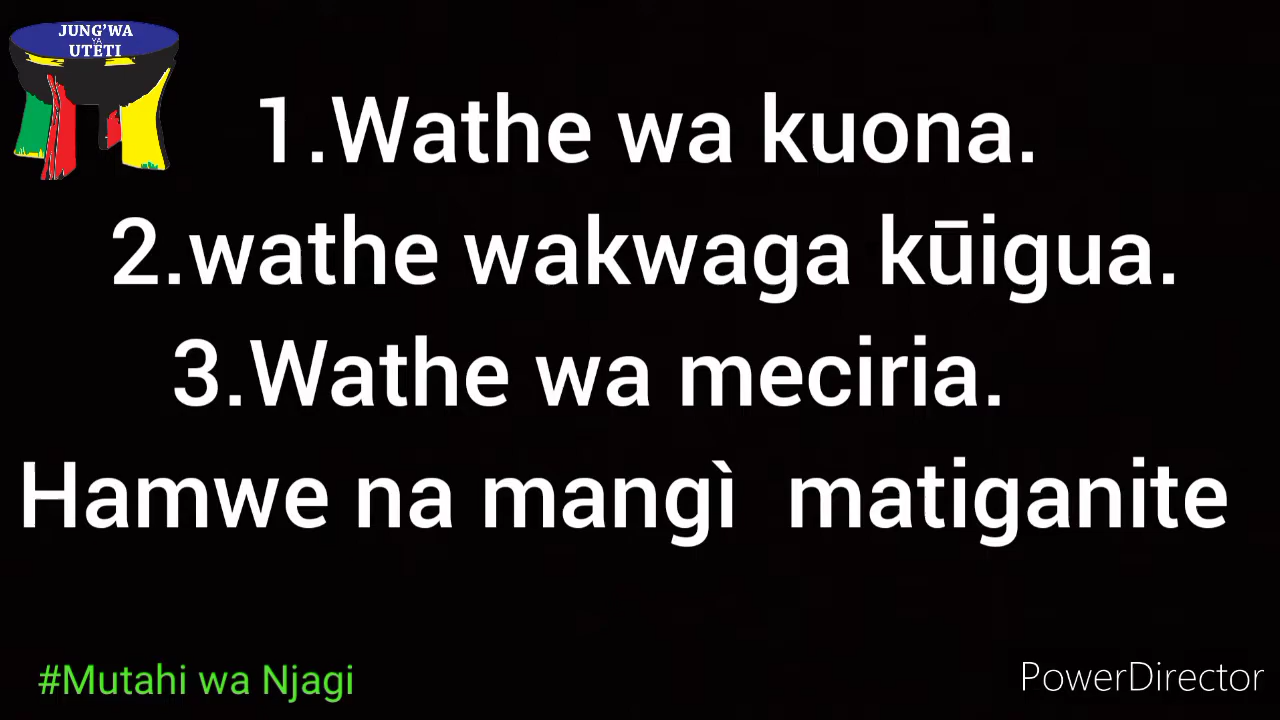 JUNG'WA
YA
UTETI
1.Wathe wa kuona.
2.wathe wakwaga kūigua.
3.Wathe wa meciria.
Hamwe na mangì matiganite
#Mutahi wa Njagi
PowerDirector